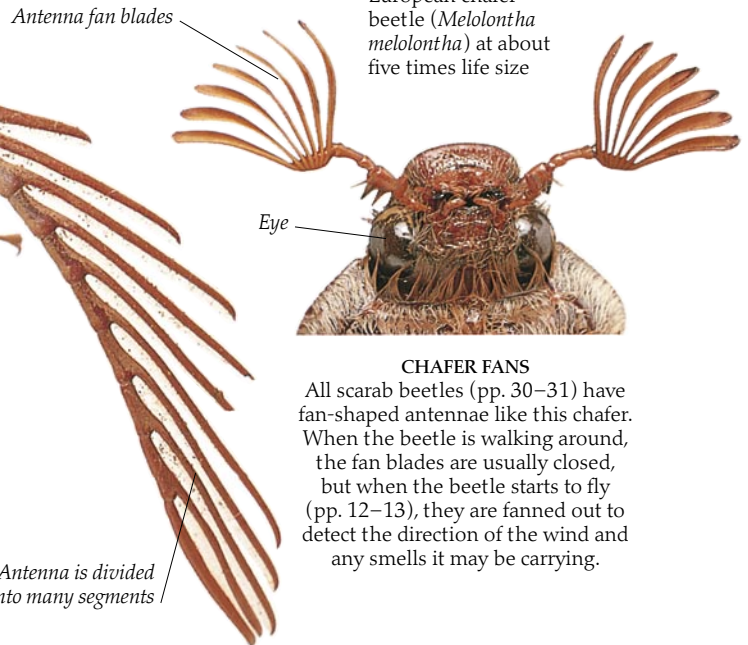 Antenna fan blades
European chafer
beetle (Melolontha
melolontha) at about
five times life size
Eye
CHAFER FANS
All scarab beetles (pp. 30–31) have
fan-shaped antennae like this chafer.
When the beetle is walking around,
the fan blades are usually closed,
but when the beetle starts to fly
(pp. 12–13), they are fanned out to
detect the direction of the wind and
any smells it may be carrying.
Antenna is divided
into many segments